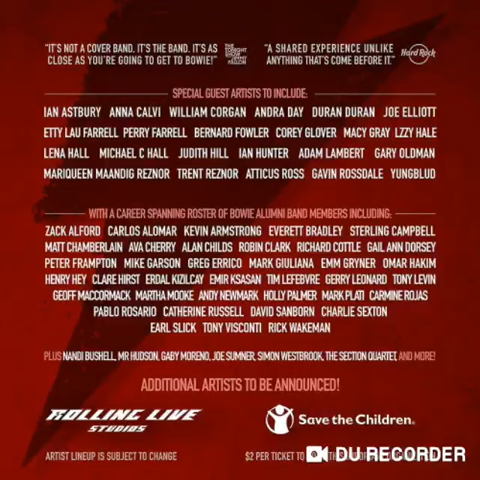 "IT'S NOT A COVER BAND. IT'S THE BAND. IT'S AS
CLOSE AS YOU'RE GOING TO GET TO BOWIE!"
THE
TONIGHT
SHOW
"A SHARED EXPERIENCE UNLIKE
ANYTHING THAT'S COME BEFORE IT."
Hard Rock
SPECIAL GUEST ARTISTS TO INCLUDE:
IAN ASTBURY ANNA CALVI WILLIAM CORGAN ANDRA DAY DURAN DURAN JOE ELLIOTT
ETTY LAU FARRELL PERRY FARRELL BERNARD FOWLER COREY GLOVER MACY GRAY LZZY HALE
LENA HALL MICHAEL C HALL JUDITH HILL IAN HUNTER ADAM LAMBERT GARY OLDMAN
MARIQUEEN MAANDIG REZNOR TRENT REZNOR ATTICUS ROSS GAVIN ROSSDALE YUNGBLUD
WITH A CAREER SPANNING ROSTER OF BOWIE ALUMNI BAND MEMBERS INCLUDING:
ZACK ALFORD CARLOS ALOMAR KEVIN ARMSTRONG EVERETT BRADLEY STERLING CAMPBELL
MATT CHAMBERLAIN AVA CHERRY ALAN CHILDS ROBIN CLARK RICHARD COTTLE GAIL ANN DORSEY
PETER FRAMPTON MIKE GARSON GREG ERRICO MARK GUILIANA EMM GRYNER OMAR HAKIM
HENRY HEY CLARE HIRST ERDAL KIZILCAY EMIR KSASAN TIM LEFEBVRE GERRY LEONARD TONY LEVIN
GEOFF MACCORMACK MARTHA MOOKE ANDY NEWMARK HOLLY PALMER MARK PLATI CARMINE ROJAS
PABLO ROSARIO CATHERINE RUSSELL DAVID SANBORN CHARLIE SEXTON
EARL SLICK TONY VISCONTI RICK WAKEMAN
PLUS NANDI BUSHELL, MR HUDSON, GABY MORENO, JOE SUMNER, SIMON WESTBROOK, THE SECTION QUARTET, AND MORE!
ADDITIONAL ARTISTS TO BE ANNOUNCED!
ROLLING LIVE
STUDIOS
Save the Children®
DU RECORDER
ARTIST LINEUP IS SUBJECT TO CHANGE
$2 PER TICKET TO